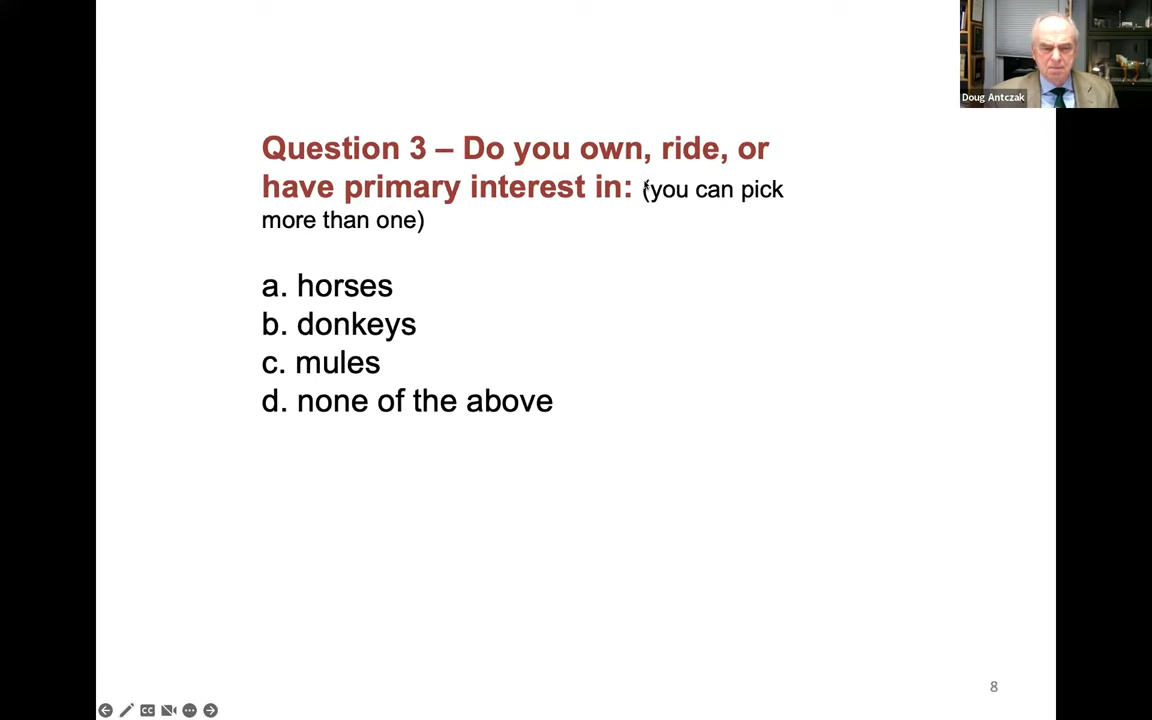 Doug Antczak
Question 3 – Do you own, ride, or
have primary interest in: (you can pick
more than one)
a. horses
b. donkeys
c. mules
d. none of the above
8
CC